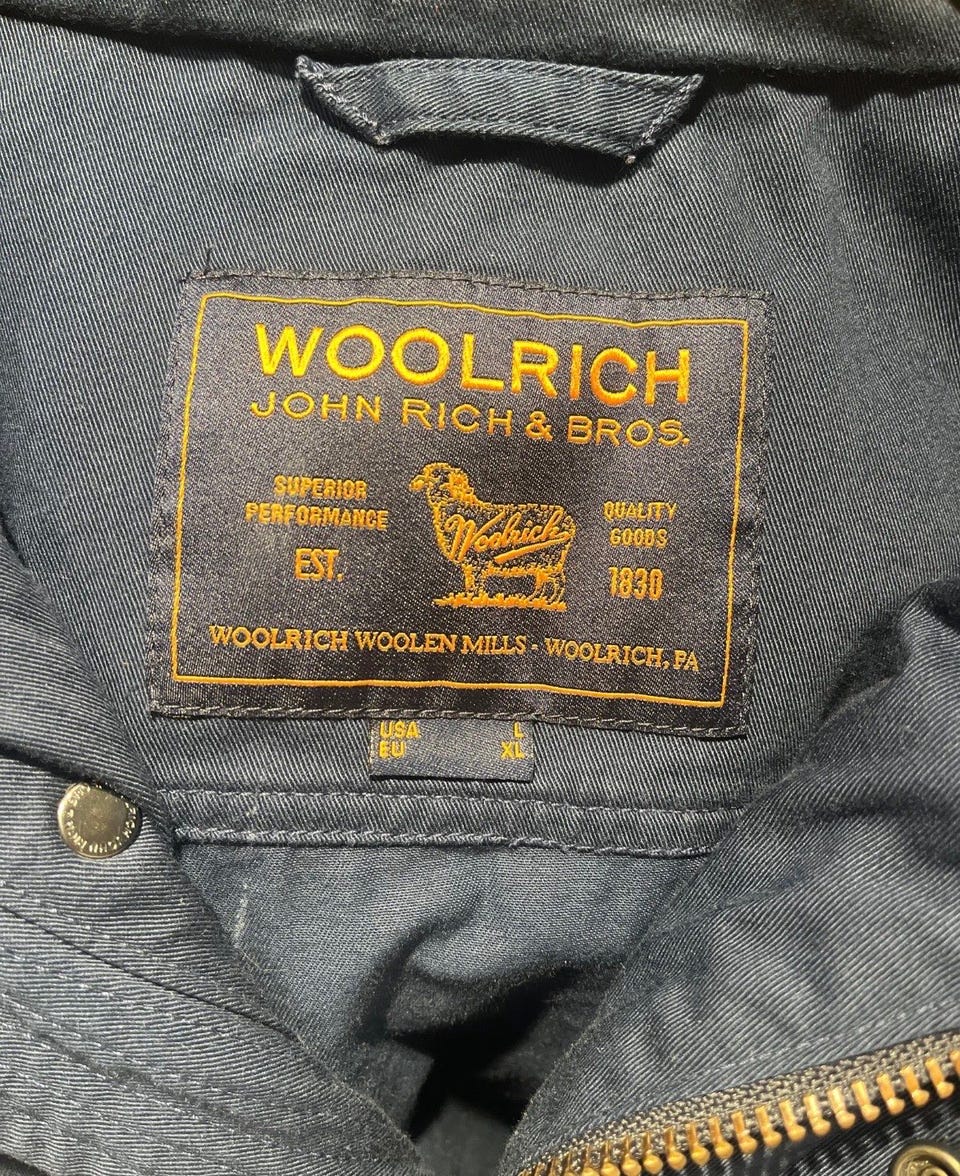 WOOLRICH
JOHN RICH & BROS.
SUPERIOR
PERFORMANCE
EST.
Woolrich
QUALITY
GOODS
1830
WOOLRICH WOOLEN MILLS - WOOLRICH, PA
USA L
EU XL